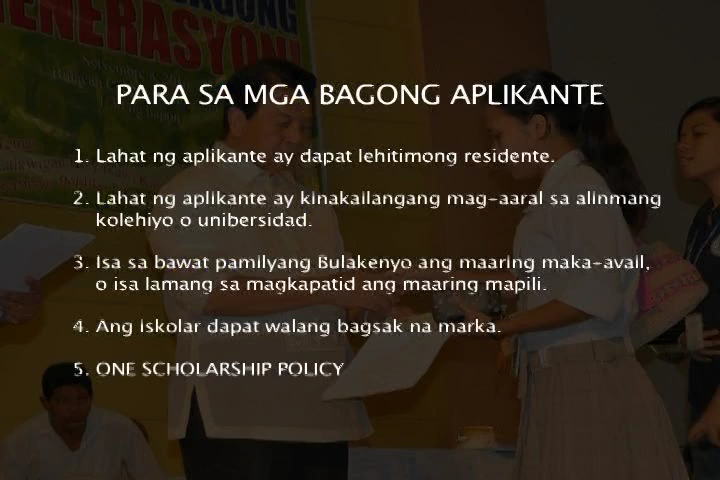 ENERASYON!
PARA SA MGA BAGONG APLIKANTE
1. Lahat ng aplikante ay dapat lehitimong residente.
2. Lahat ng aplikante ay kinakailangang mag-aaral sa alinmang
kolehiyo o unibersidad.
3. Isa sa bawat pamilyang Bulakenyo ang maaring maka-avail,
o isa lamang sa magkapatid ang maaring mapili.
4. Ang iskolar dapat walang bagsak na marka.
5. ONE SCHOLARSHIP POLICY